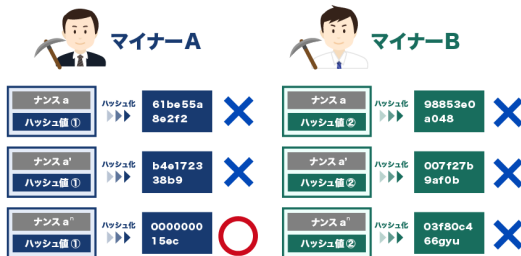 マイナーA
マイナーB
ナンス a
ハッシュ値 ①
ハッシュ化
61be55a
8e2f2
ナンス a
ハッシュ値 ②
ハッシュ化
98853e0
a048
ナンス a'
ハッシュ値 ①
ハッシュ化
b4e1723
38b9
ナンス a'
ハッシュ値 ②
ハッシュ化
007f27b
9af0b
ナンス aⁿ
ハッシュ値 ①
ハッシュ化
0000000
15ec
ナンス aⁿ
ハッシュ値 ②
ハッシュ化
03f80c4
66gyu